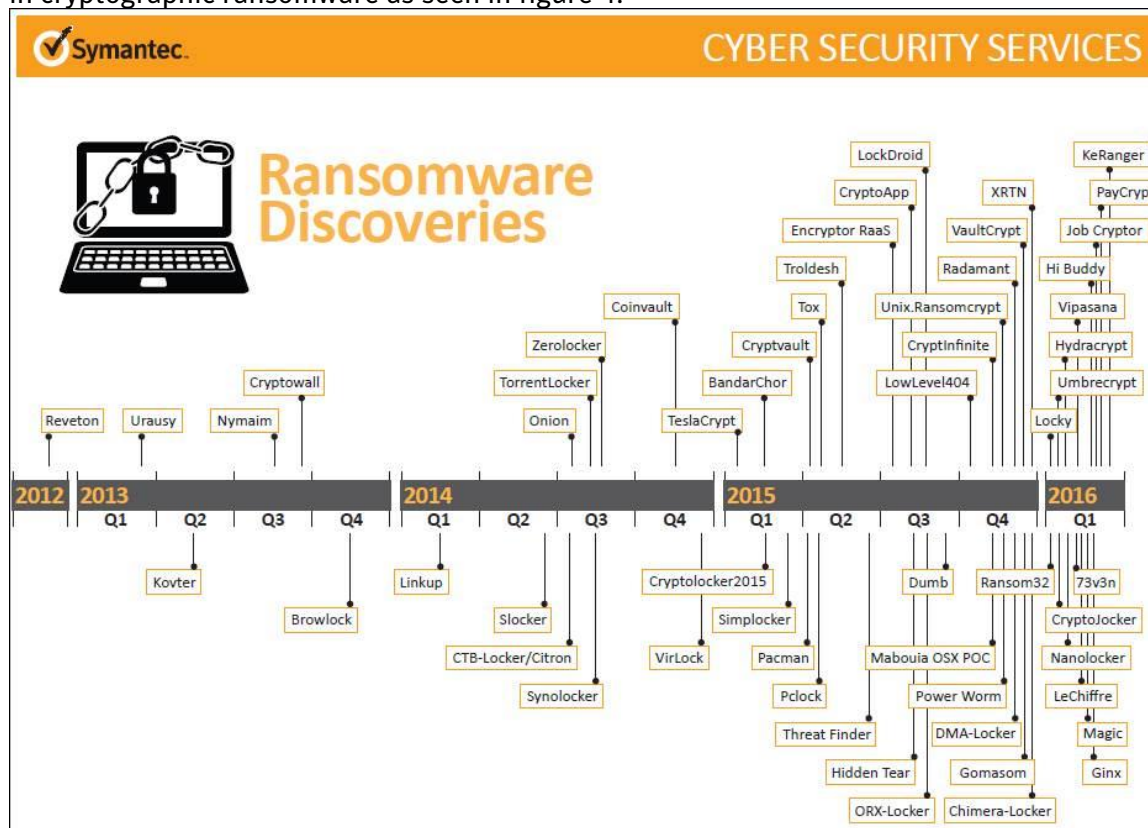 in cryptographic ransomware as seen in figure 4.
Symantec.
CYBER SECURITY SERVICES
Ransomware
Discoveries
LockDroid
KeRanger
CryptoApp
XRTN
PayCryp
Encryptor RaaS
VaultCrypt
Job Cryptor
Troldesh
Radamant
Hi Buddy
Coinvault
Tox
Unix.Ransomcrypt
Vipasana
Zerolocker
Cryptvault
CryptInfinite
Hydracrypt
Cryptowall
TorrentLocker
BandarChor
LowLevel404
Umbrecrypt
Reveton
Urausy
Nymaim
Onion
TeslaCrypt
Locky
2012 2013 2014 2015 2016
Q1 Q2 Q3 Q4 Q1 Q2 Q3 Q4 Q1 Q2 Q3 Q4 Q1
Kovter
Linkup
Cryptolocker2015
Dumb
Ransom32
73v3n
Browlock
Slocker
Simplocker
CryptoJocker
CTB-Locker/Citron
VirLock
Pacman
Mabouia OSX POC
Nanolocker
Synolocker
Pclock
Power Worm
LeChiffre
Threat Finder
DMA-Locker
Magic
Hidden Tear
Gomasom
Ginx
ORX-Locker
Chimera-Locker